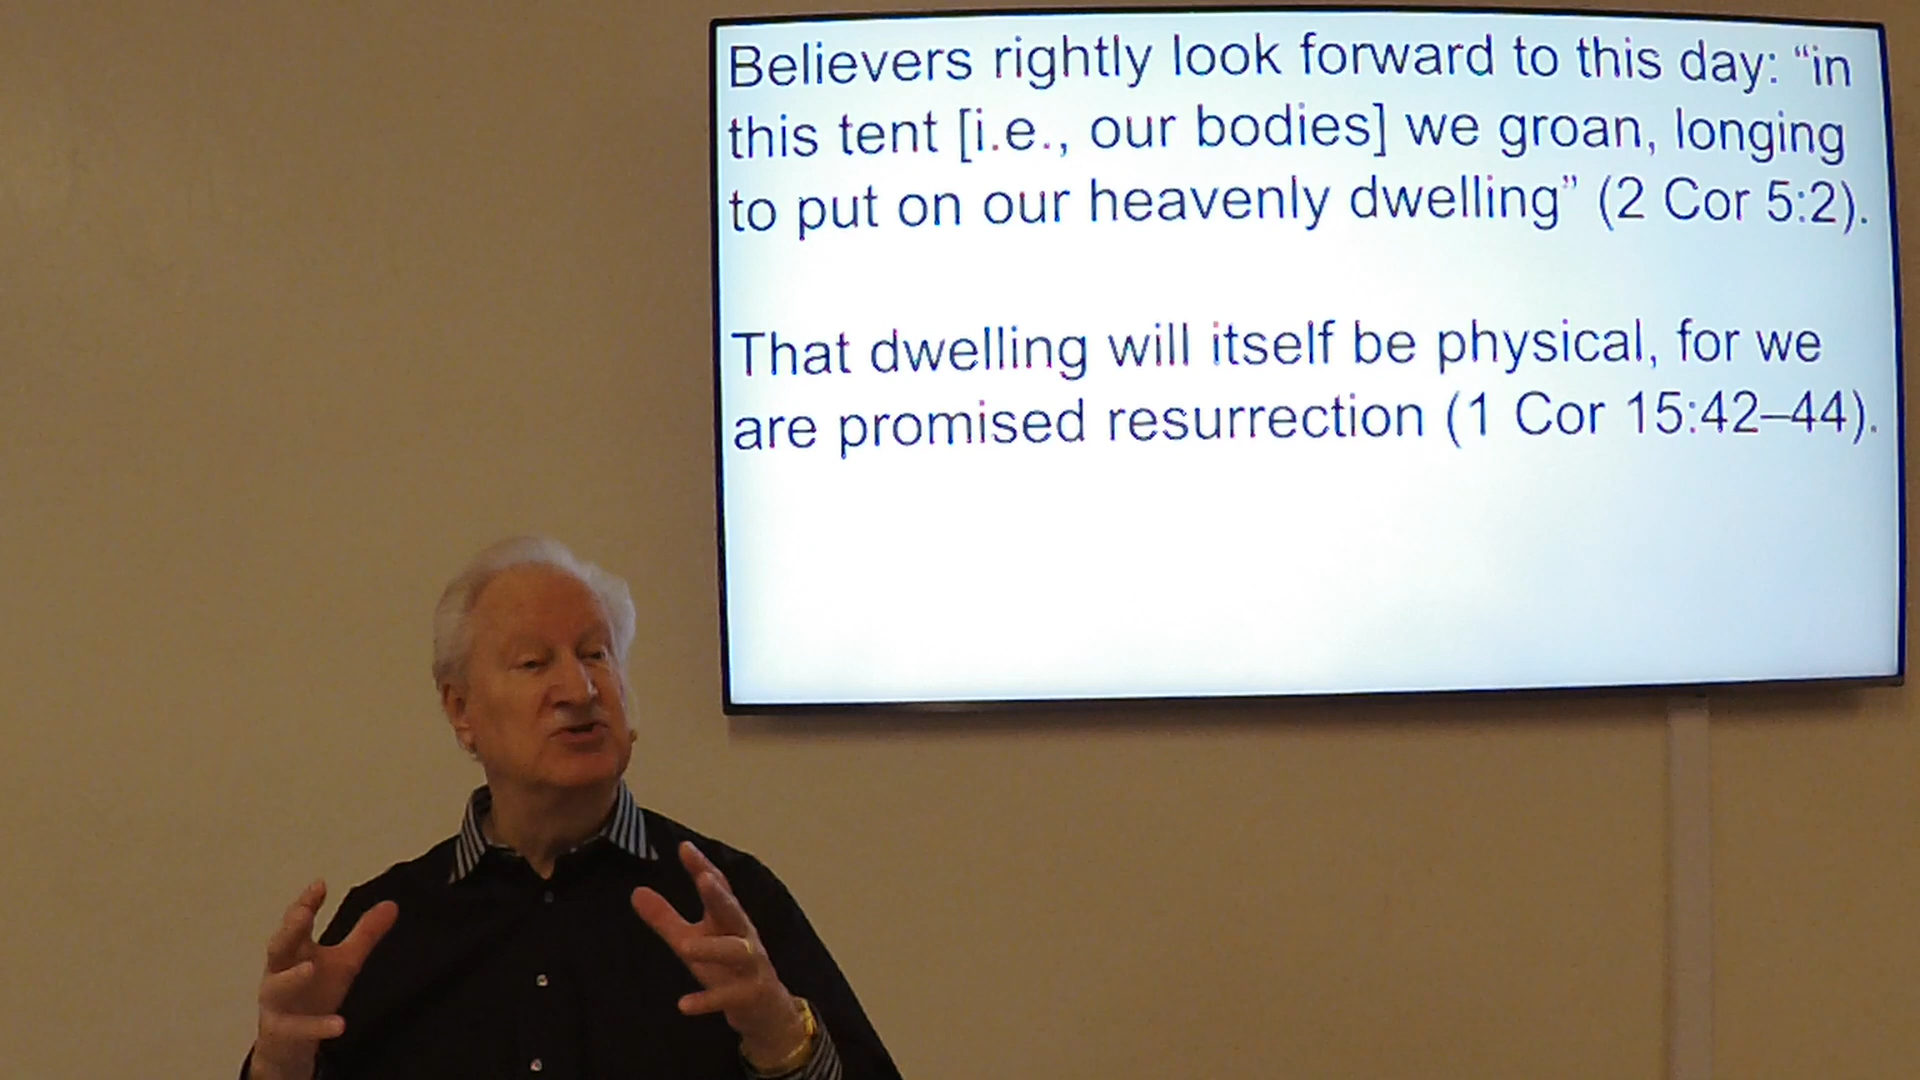 Believers rightly look forward to this day: “in
this tent [i.e., our bodies] we groan, longing
to put on our heavenly dwelling” (2 Cor 5:2).
That dwelling will itself be physical, for we
are promised resurrection (1 Cor 15:42–44).